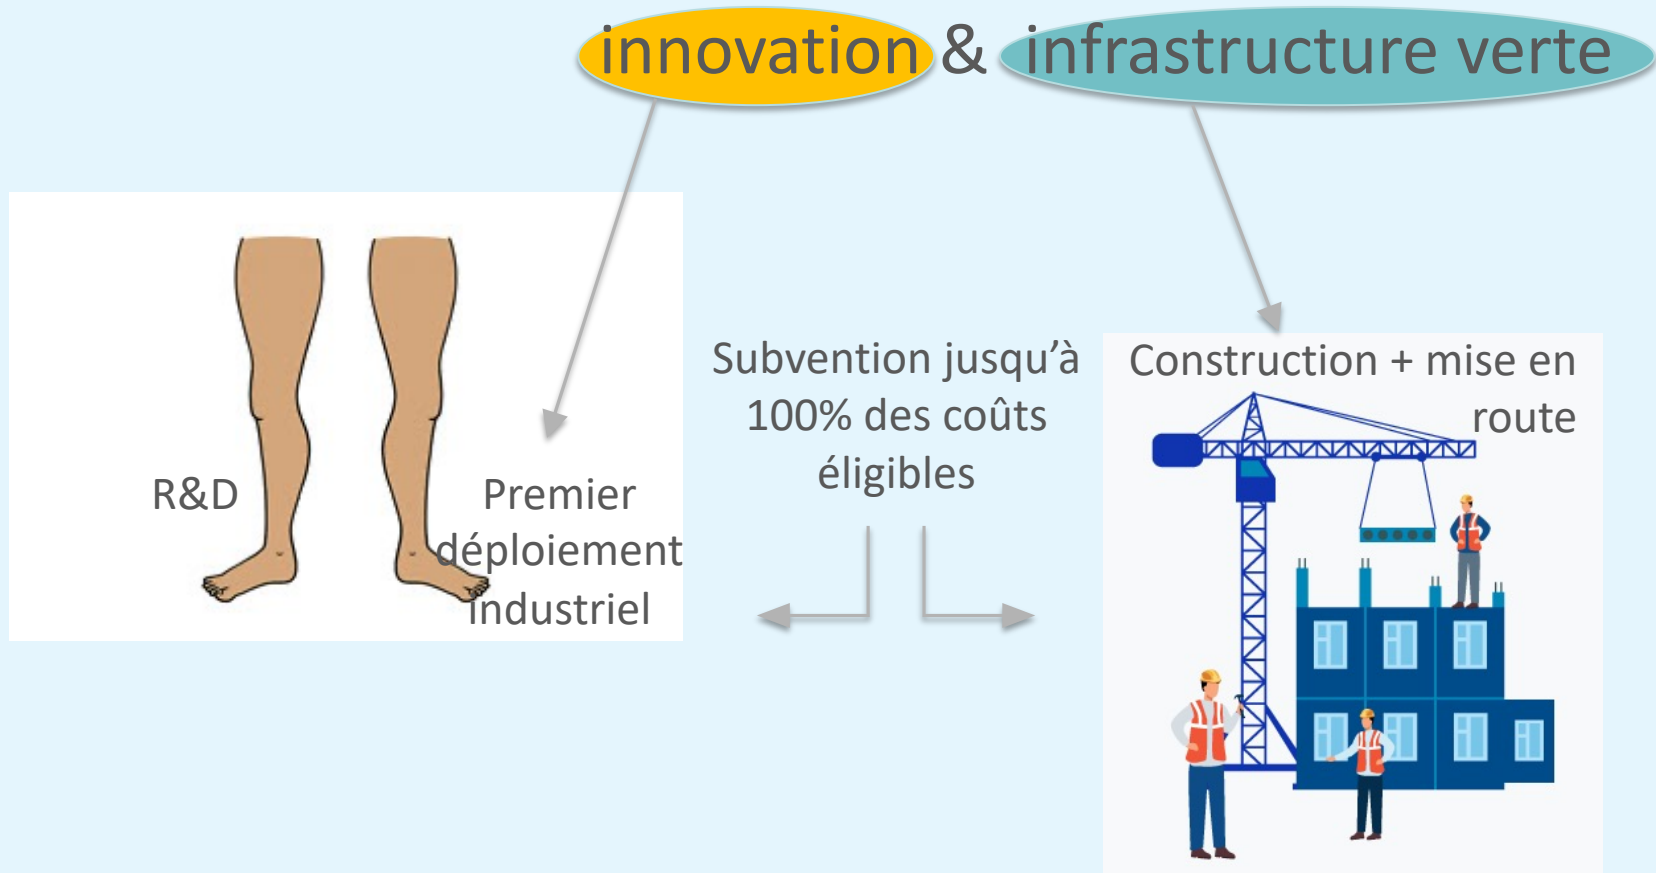 innovation & infrastructure verte
R&D
Premier
déploiement
industriel
Subvention jusqu’à
100% des coûts
éligibles
Construction + mise en
route